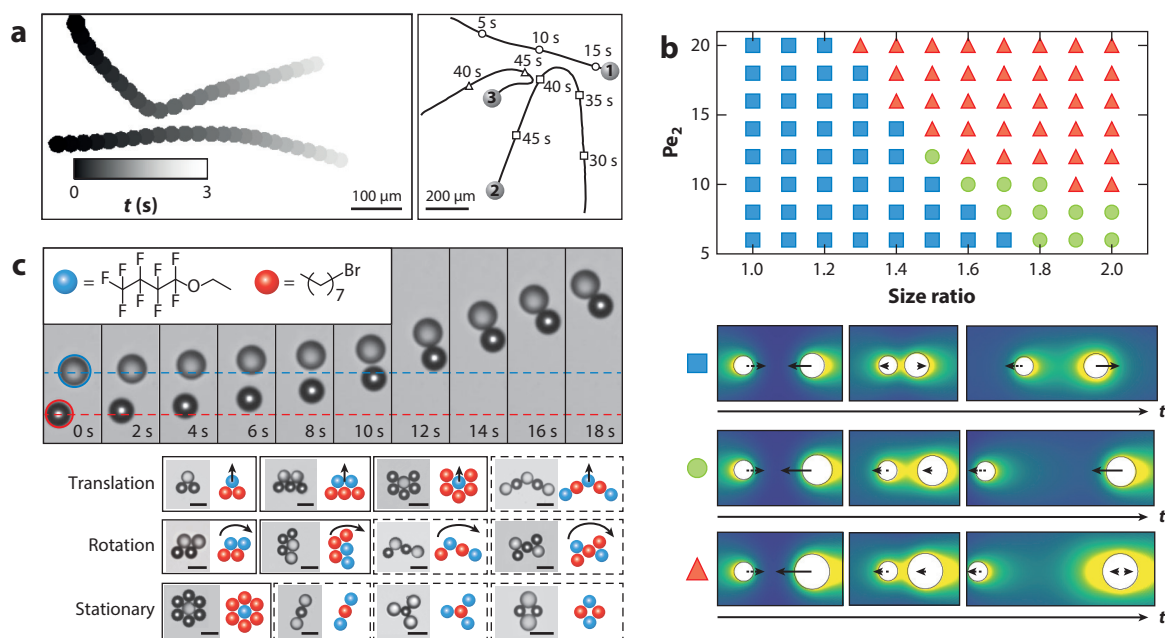 a
0
3
t (s)
100 µm
5 s
10 s
15 s
1
45 s
40 s
40 s
3
35 s
45 s
30 s
2
200 µm
b
20
15
10
5
Pe2
1.0
1.2
1.4
1.6
1.8
2.0
Size ratio
t
t
t
c
=
F F F F
F
F F F F
O
=
Br
7
0 s
2 s
4 s
6 s
8 s
10 s
12 s
14 s
16 s
18 s
Translation
Rotation
Stationary